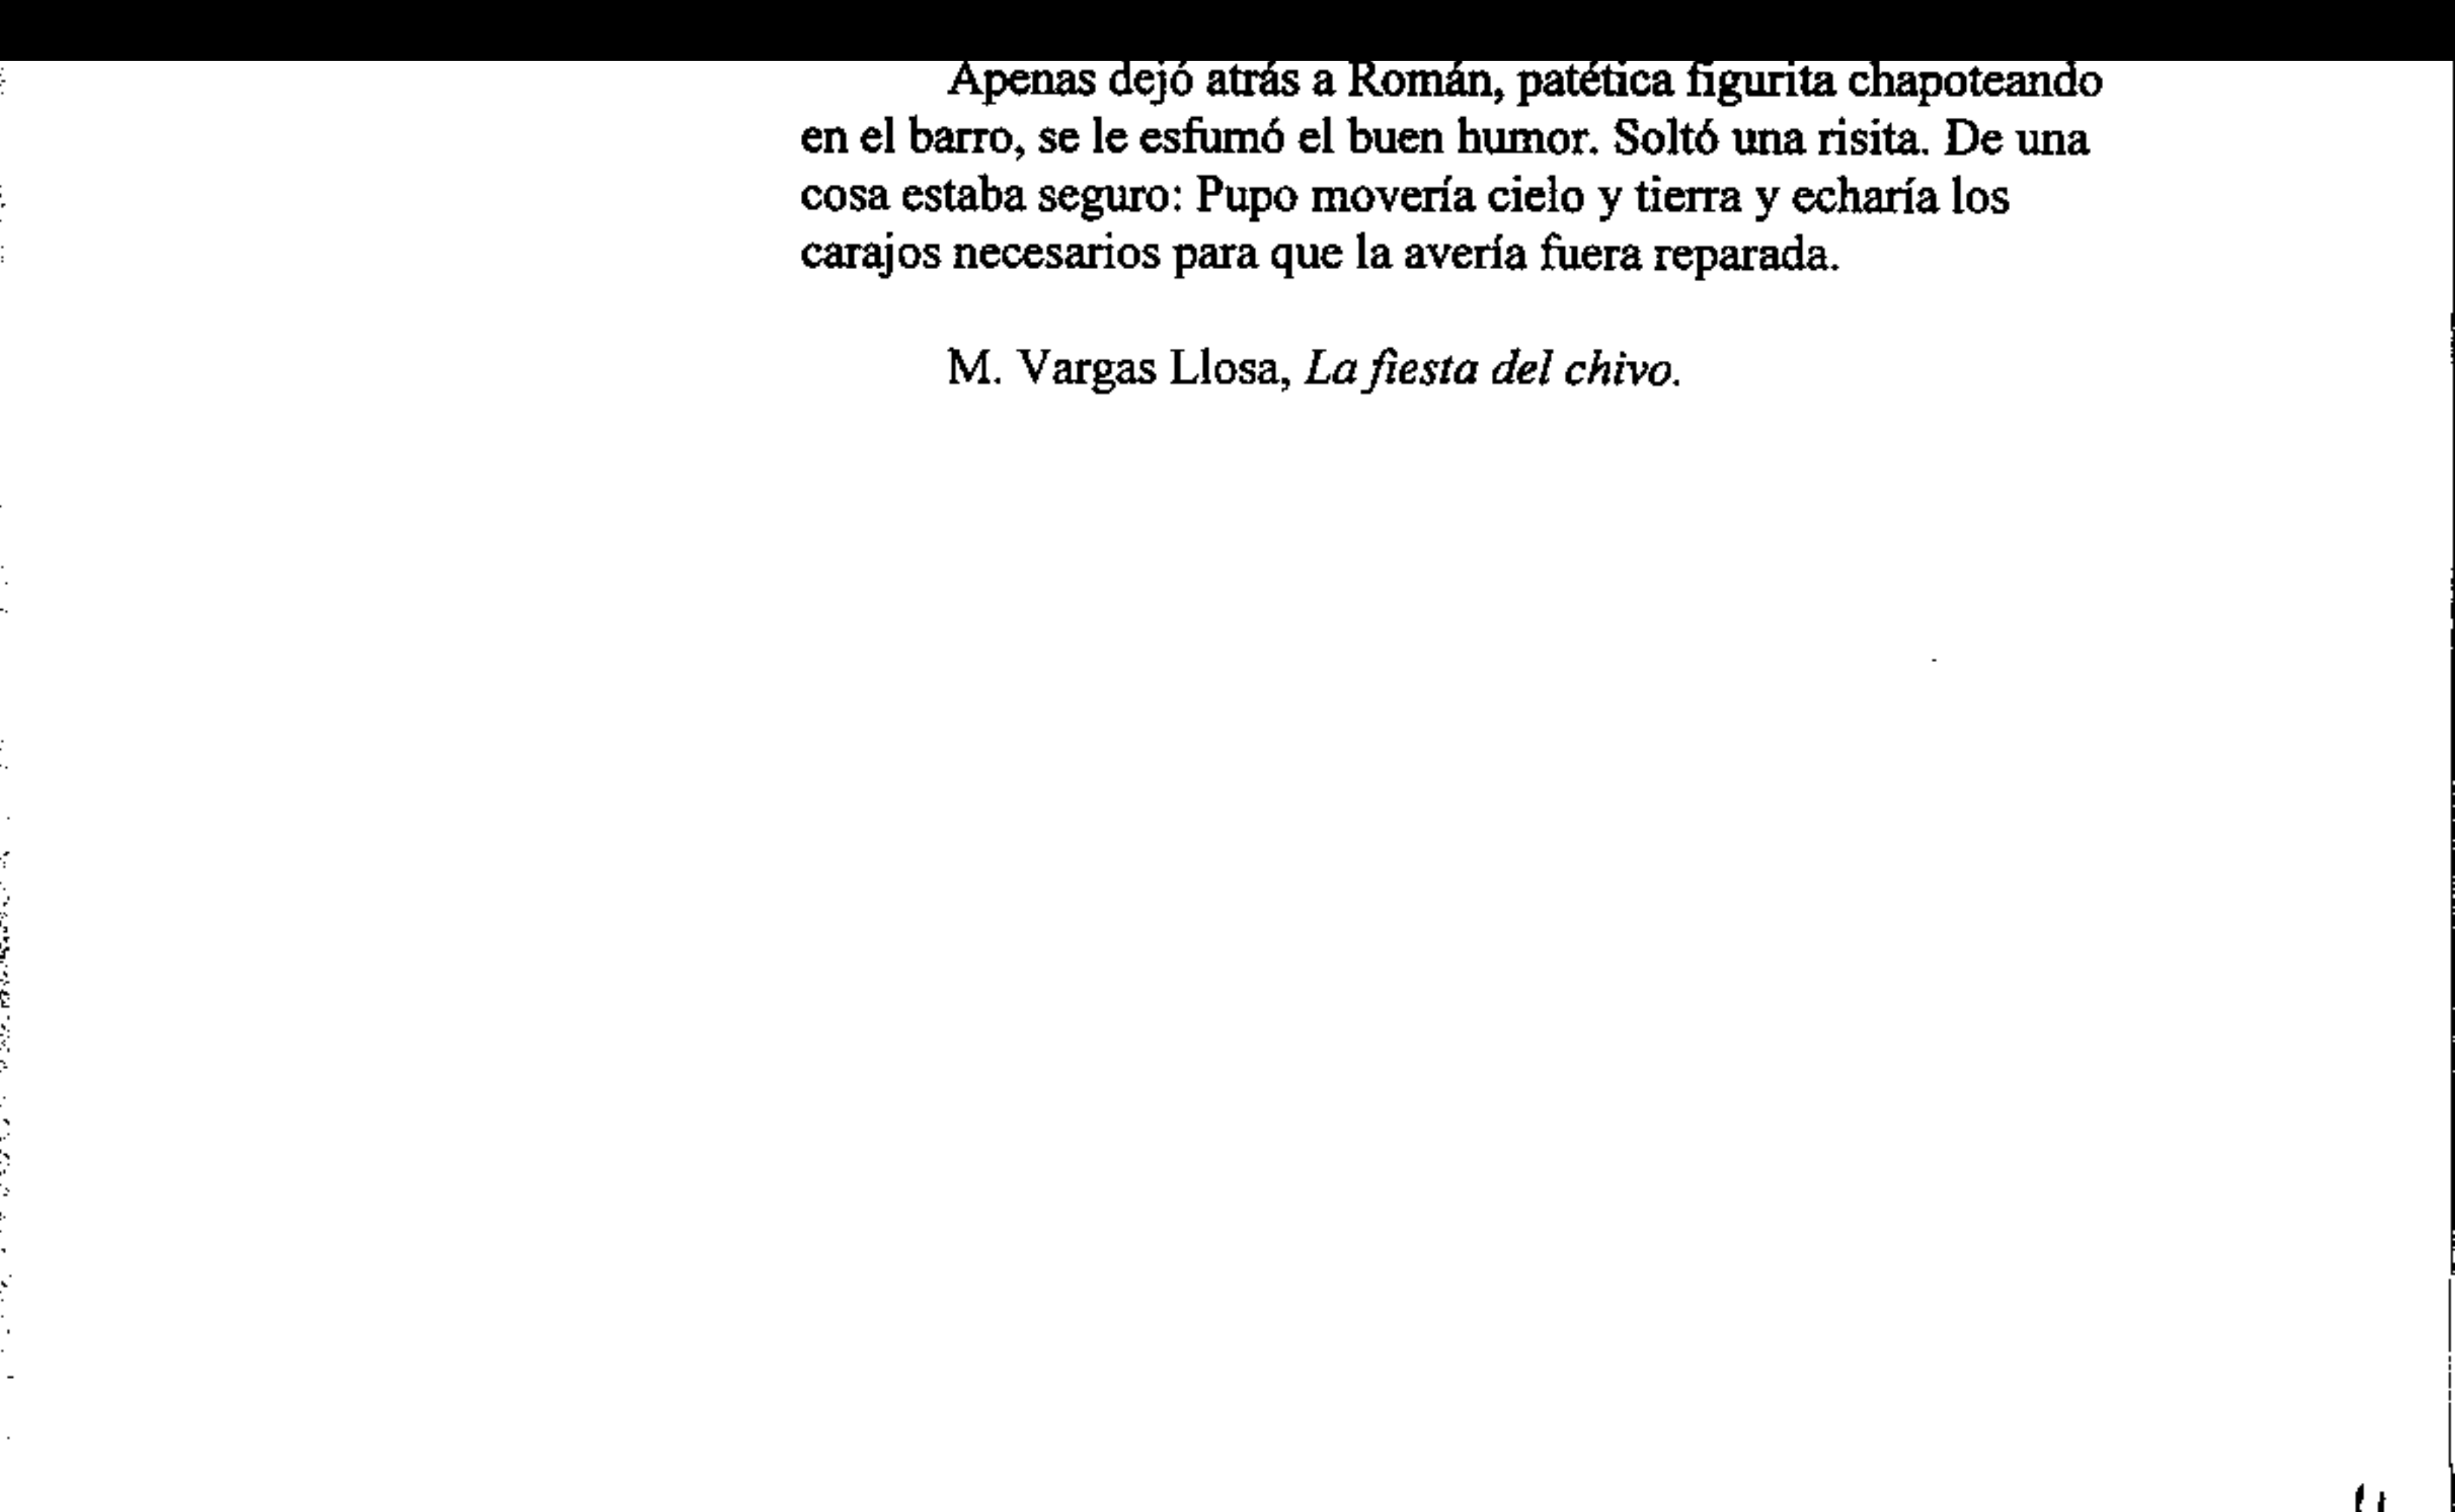 Apenas dejó atrás a Román, patética figurita chapoteando
en el barro, se le esfumó el buen humor. Soltó una risita. De una
cosa estaba seguro: Pupo movería cielo y tierra y echaría los
carajos necesarios para que la avería fuera reparada.
M. Vargas Llosa, La fiesta del chivo.